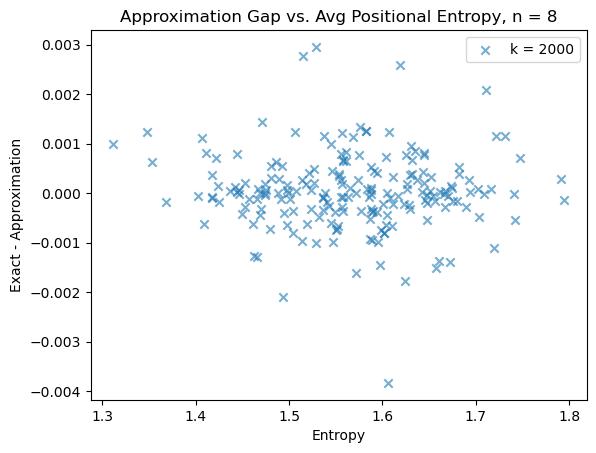 Approximation Gap vs. Avg Positional Entropy, n = 8
k = 2000
Exact - Approximation
0.003
0.002
0.001
0.000
−0.001
−0.002
−0.003
−0.004
1.3 1.4 1.5 1.6 1.7 1.8
Entropy